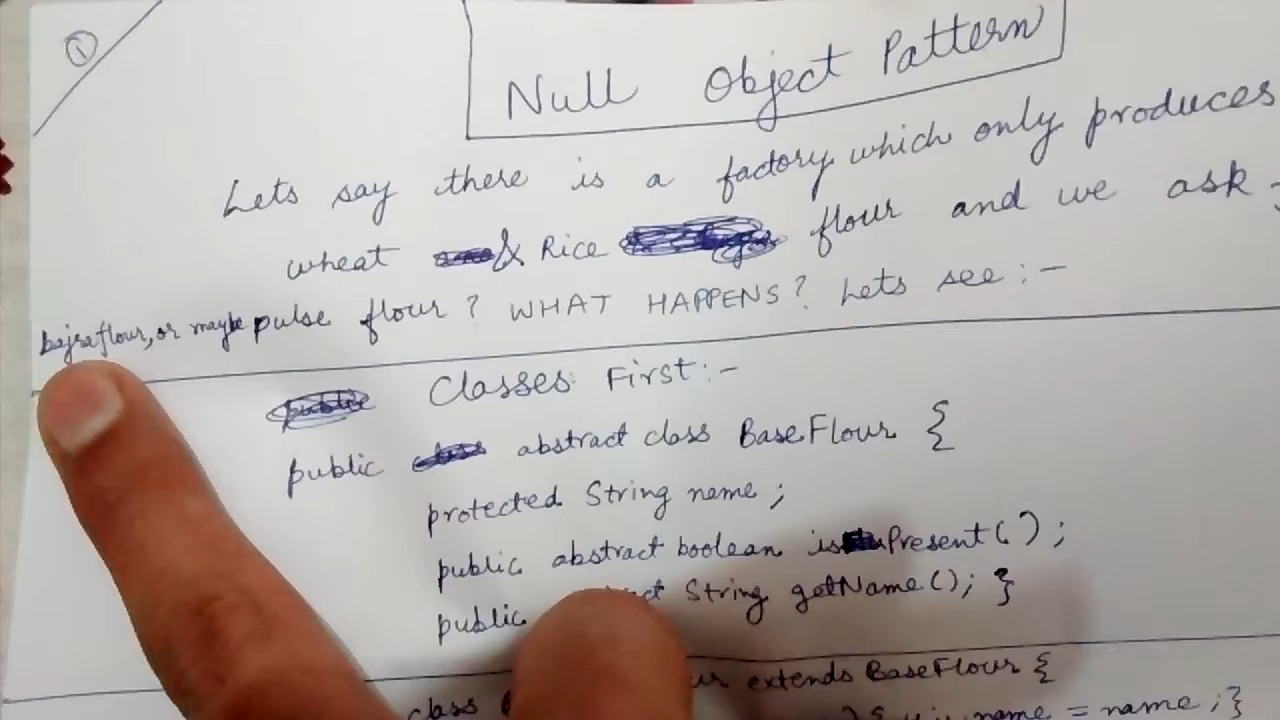 1
Null Object Pattern
Lets say there is a factory which only produces
wheat & Rice flour and we ask :
bajra flour, or maybe pulse flour ? WHAT HAPPENS? Lets see : -
Classes First : -
public abstract class BaseFlour {
protected String name ;
public abstract boolean isPresent( ) ;
public String getName( ) ; }
class extends BaseFlour {
name = name ; }